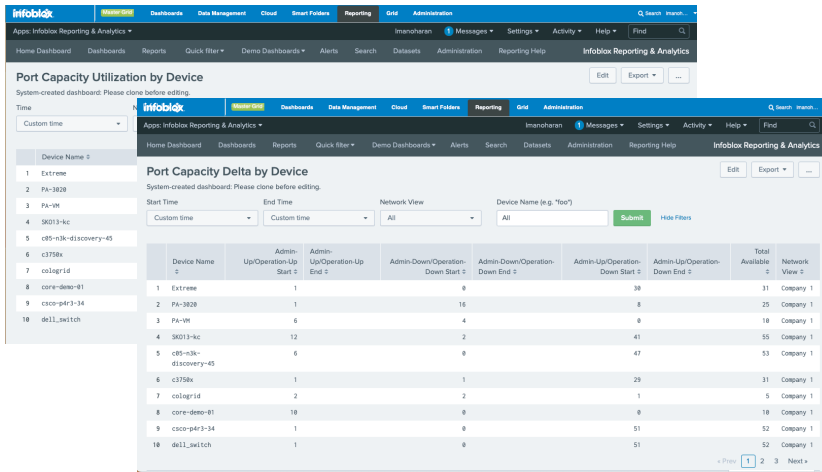 Infoblox Master Grid Dashboards Data Management Cloud Smart Folders Reporting Grid Administration Search lmanoh...
Apps: Infoblox Reporting & Analytics lmanoharan 1 Messages Settings Activity Help Find
Home Dashboard Dashboards Reports Quick filter Demo Dashboards Alerts Search Datasets Administration Reporting Help Infoblox Reporting & Analytics
Port Capacity Utilization by Device
Edit Export ...
System-created dashboard: Please clone before editing.
Time N
Custom time
Device Name
1 Extreme
2 PA-3020
3 PA-VM
4 SKO13-kc
5 c05-n3k-discovery-45
6 c3750x
7 cologrid
8 core-demo-01
9 csco-p4r3-34
10 dell_switch
Infoblox Master Grid Dashboards Data Management Cloud Smart Folders Reporting Grid Administration Search lmanoh...
Apps: Infoblox Reporting & Analytics lmanoharan 1 Messages Settings Activity Help Find
Home Dashboard Dashboards Reports Quick filter Demo Dashboards Alerts Search Datasets Administration Reporting Help Infoblox Reporting & Analytics
Port Capacity Delta by Device
Edit Export ...
System-created dashboard: Please clone before editing.
Start Time End Time Network View Device Name (e.g. "foo")
Custom time Custom time All All Submit Hide Filters
Admin- Admin- Total
Device Name Up/Operation-Up Up/Operation-Up Admin-Down/Operation- Admin-Down/Operation- Admin-Up/Operation- Admin-Up/Operation- Available Network
Start End Down Start Down End Down Start Down End View
1 Extreme 1 0 30 31 Company 1
2 PA-3020 1 16 8 25 Company 1
3 PA-VM 6 4 0 10 Company 1
4 SKO13-kc 12 2 41 55 Company 1
5 c05-n3k- 6 0 47 53 Company 1
discovery-45
6 c3750x 1 1 29 31 Company 1
7 cologrid 2 2 1 5 Company 1
8 core-demo-01 10 0 0 10 Company 1
9 csco-p4r3-34 1 0 51 52 Company 1
10 dell_switch 1 0 51 52 Company 1
« Prev 1 2 3 Next »